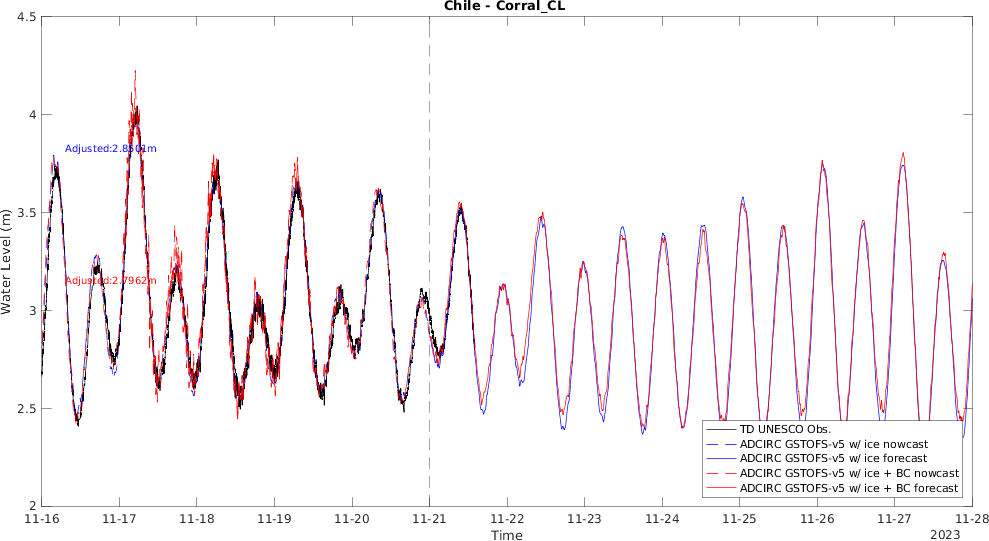 Chile - Corral_CL
4.5
4
3.5
3
2.5
2
Water Level (m)
Adjusted:2.8501m
Adjusted:2.7962m
TD UNESCO Obs.
ADCIRC GSTOFS-v5 w/ ice nowcast
ADCIRC GSTOFS-v5 w/ ice forecast
ADCIRC GSTOFS-v5 w/ ice + BC nowcast
ADCIRC GSTOFS-v5 w/ ice + BC forecast
11-16 11-17 11-18 11-19 11-20 11-21 11-22 11-23 11-24 11-25 11-26 11-27 11-28
Time
2023